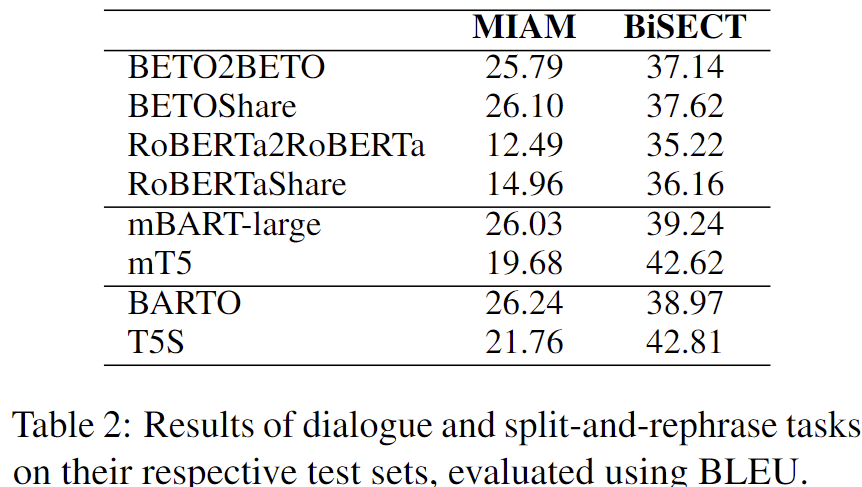 MIAM BiSECT
BETO2BETO 25.79 37.14
BETOShare 26.10 37.62
RoBERTa2RoBERTa 12.49 35.22
RoBERTaShare 14.96 36.16
mBART-large 26.03 39.24
mT5 19.68 42.62
BARTO 26.24 38.97
T5S 21.76 42.81
Table 2: Results of dialogue and split-and-rephrase tasks
on their respective test sets, evaluated using BLEU.